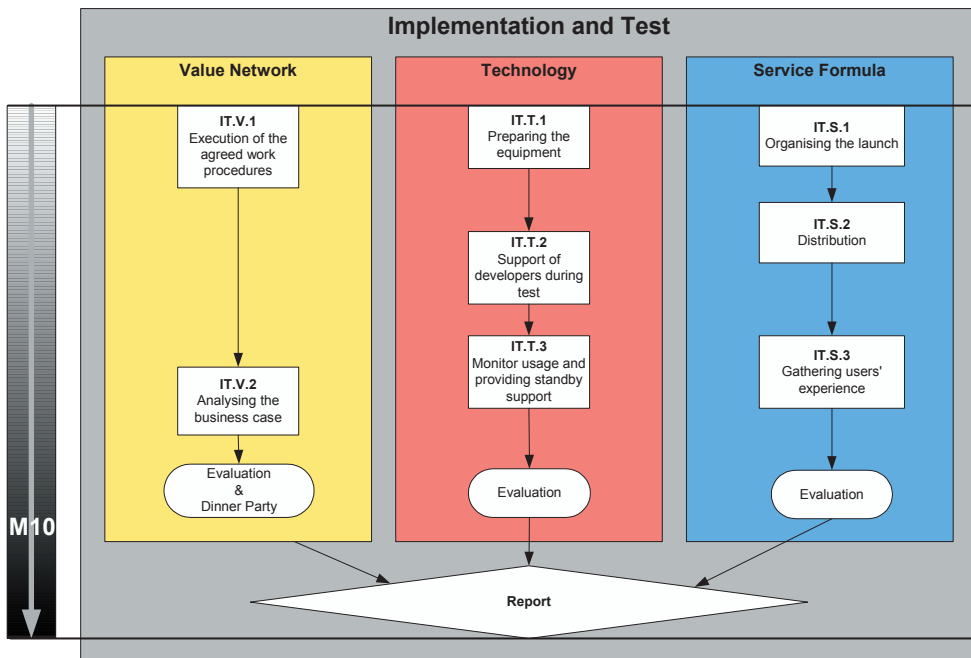 Implementation and Test
Value Network
IT.V.1
Execution of the
agreed work
procedures
IT.V.2
Analysing the
business case
Evaluation
&
Dinner Party
Technology
IT.T.1
Preparing the
equipment
IT.T.2
Support of
developers during
test
IT.T.3
Monitor usage and
providing standby
support
Evaluation
Service Formula
IT.S.1
Organising the launch
IT.S.2
Distribution
IT.S.3
Gathering users'
experience
Evaluation
M10
Report